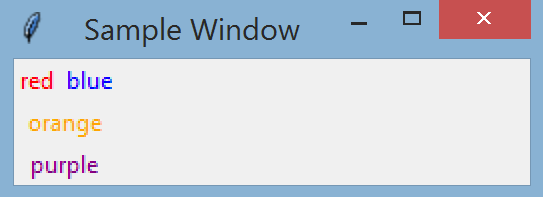 Sample Window
red blue
orange
purple